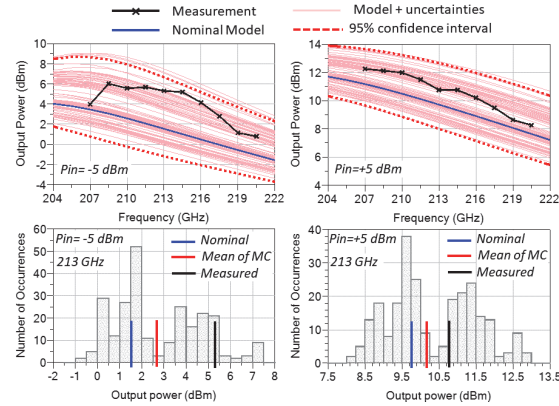 Measurement
Model + uncertainties
Nominal Model
95% confidence interval
Output Power (dBm)
10
8
6
4
2
0
-2
-4
Pin= -5 dBm
204 207 210 213 216 219 222
Frequency (GHz)
Output Power (dBm)
14
12
10
8
6
4
Pin=+5 dBm
204 207 210 213 216 219 222
Frequency (GHz)
Number of Occurrences
60
50
40
30
20
10
0
Pin= -5 dBm
213 GHz
Nominal
Mean of MC
Measured
-2 -1 0 1 2 3 4 5 6 7 8
Output power (dBm)
Number of Occurrences
40
30
20
10
0
Pin=+5 dBm
213 GHz
Nominal
Mean of MC
Measured
7.5 8.5 9.5 10.5 11.5 12.5 13.5
Output power (dBm)